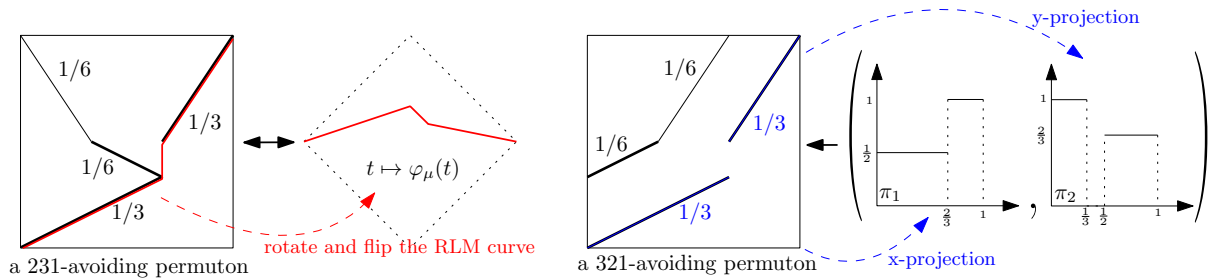 y-projection
1/6
1/3
1/6
1/3
t ↦ φ_μ(t)
rotate and flip the RLM curve
a 231-avoiding permuton
1/6
1/3
1/6
1/3
a 321-avoiding permuton
x-projection
(
1
1/2
π₁
2/3
1
,
1
2/3
π₂
1/3
1/2
1
)